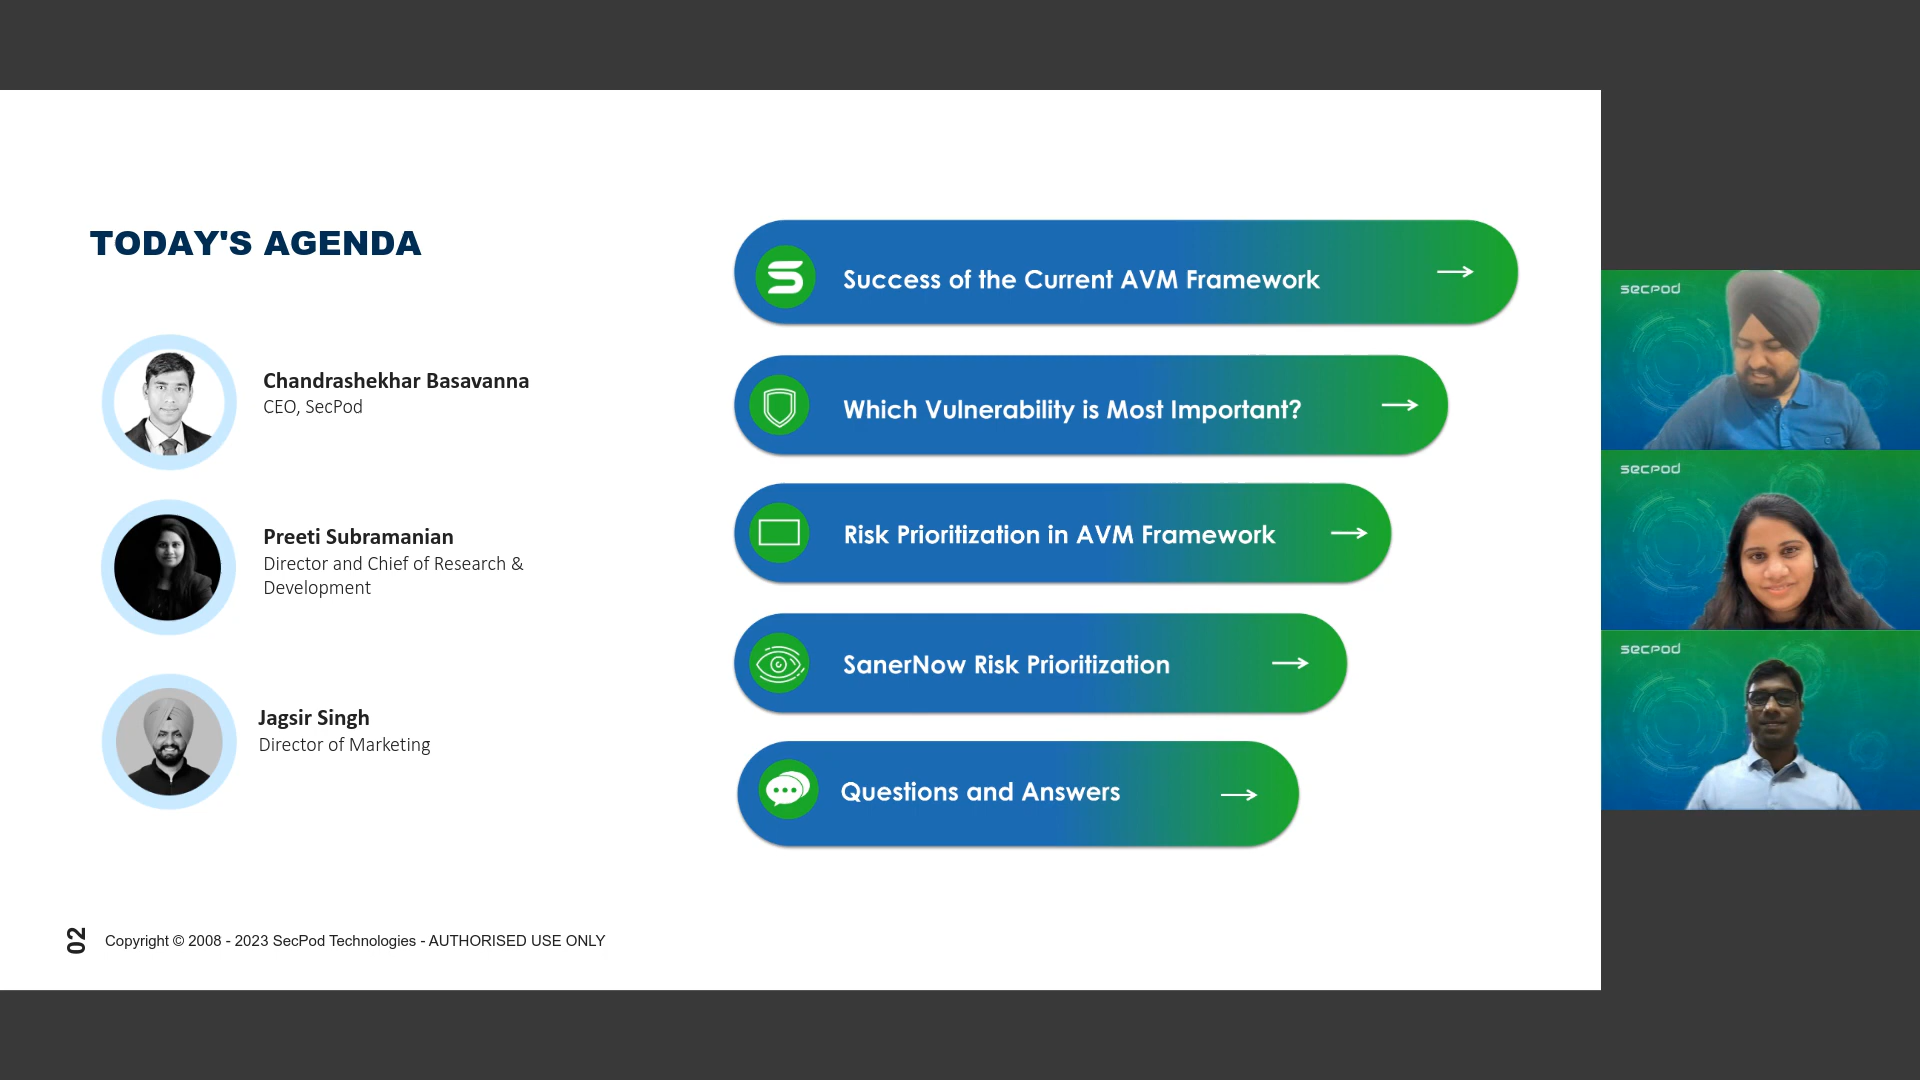 TODAY'S AGENDA
Chandrashekhar Basavanna
CEO, SecPod
Preeti Subramanian
Director and Chief of Research &
Development
Jagsir Singh
Director of Marketing
Success of the Current AVM Framework
Which Vulnerability is Most Important?
Risk Prioritization in AVM Framework
SanerNow Risk Prioritization
Questions and Answers
02
Copyright © 2008 - 2023 SecPod Technologies - AUTHORISED USE ONLY
secpod
secpod
secpod